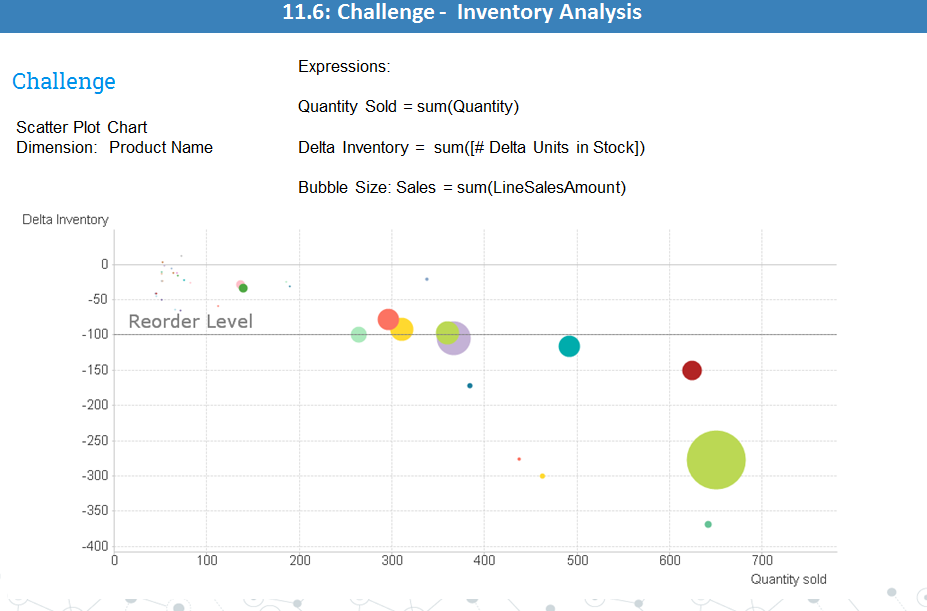 11.6: Challenge - Inventory Analysis
Challenge
Scatter Plot Chart
Dimension: Product Name
Expressions:
Quantity Sold = sum(Quantity)
Delta Inventory = sum([# Delta Units in Stock])
Bubble Size: Sales = sum(LineSalesAmount)
Delta Inventory
0
-50
Reorder Level
-100
-150
-200
-250
-300
-350
-400
0 100 200 300 400 500 600 700
Quantity sold